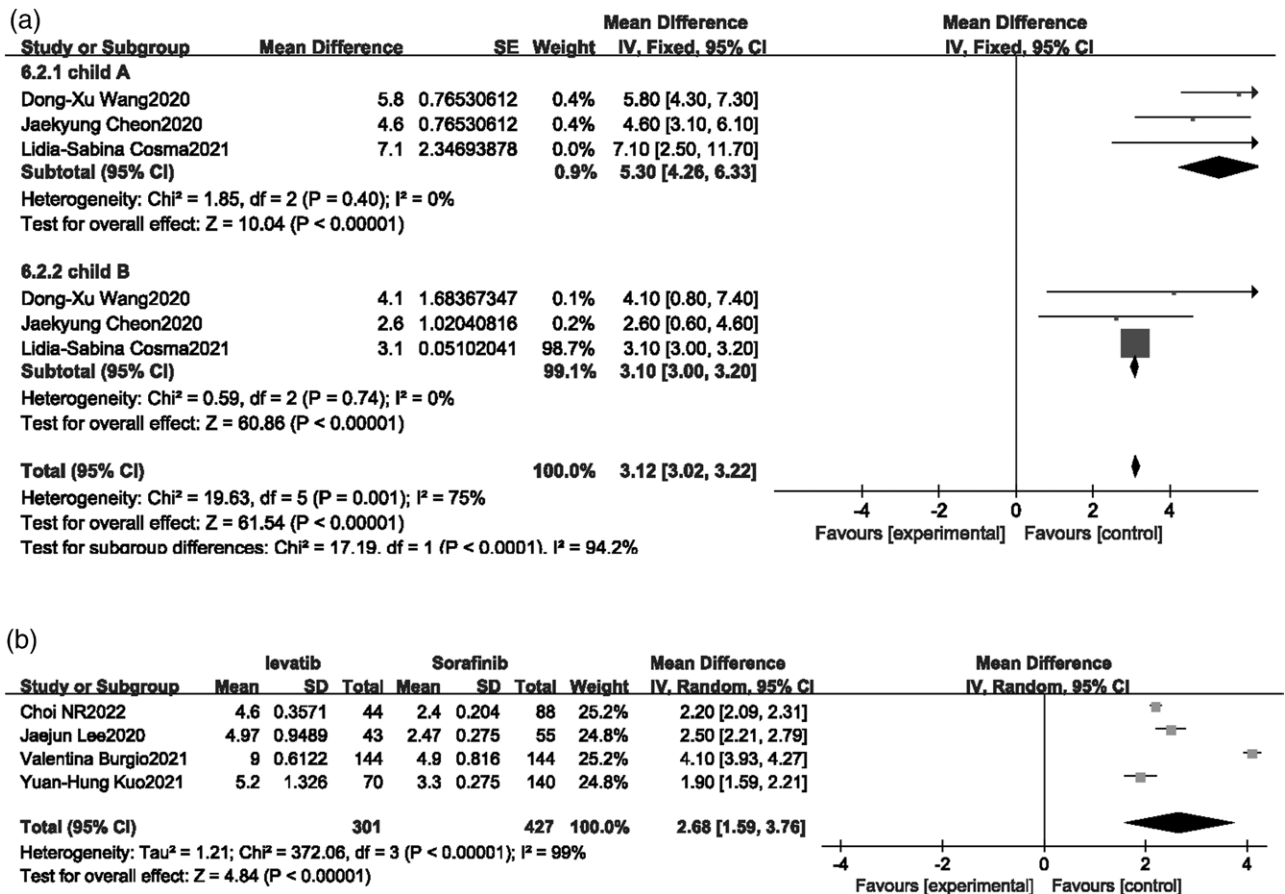 (a)
Mean Difference Mean Difference
Study or Subgroup Mean Difference SE Weight IV, Fixed, 95% CI IV, Fixed, 95% CI
6.2.1 child A
Dong-Xu Wang2020 5.8 0.76530612 0.4% 5.80 [4.30, 7.30]
Jaekyung Cheon2020 4.6 0.76530612 0.4% 4.60 [3.10, 6.10]
Lidia-Sabina Cosma2021 7.1 2.34693878 0.0% 7.10 [2.50, 11.70]
Subtotal (95% CI) 0.9% 5.30 [4.26, 6.33]
Heterogeneity: Chi² = 1.85, df = 2 (P = 0.40); I² = 0%
Test for overall effect: Z = 10.04 (P < 0.00001)
6.2.2 child B
Dong-Xu Wang2020 4.1 1.68367347 0.1% 4.10 [0.80, 7.40]
Jaekyung Cheon2020 2.6 1.02040816 0.2% 2.60 [0.60, 4.60]
Lidia-Sabina Cosma2021 3.1 0.05102041 98.7% 3.10 [3.00, 3.20]
Subtotal (95% CI) 99.1% 3.10 [3.00, 3.20]
Heterogeneity: Chi² = 0.59, df = 2 (P = 0.74); I² = 0%
Test for overall effect: Z = 60.86 (P < 0.00001)
Total (95% CI) 100.0% 3.12 [3.02, 3.22]
Heterogeneity: Chi² = 19.63, df = 5 (P = 0.001); I² = 75%
Test for overall effect: Z = 61.54 (P < 0.00001)
Test for subgroup differences: Chi² = 17.19, df = 1 (P < 0.0001), I² = 94.2%
-4 -2 0 2 4
Favours [experimental] Favours [control]
(b)
levatib Sorafinib Mean Difference Mean Difference
Study or Subgroup Mean SD Total Mean SD Total Weight IV, Random, 95% CI IV, Random, 95% CI
Choi NR2022 4.6 0.3571 44 2.4 0.204 88 25.2% 2.20 [2.09, 2.31]
Jaejun Lee2020 4.97 0.9489 43 2.47 0.275 55 24.8% 2.50 [2.21, 2.79]
Valentina Burgio2021 9 0.6122 144 4.9 0.816 144 25.2% 4.10 [3.93, 4.27]
Yuan-Hung Kuo2021 5.2 1.326 70 3.3 0.275 140 24.8% 1.90 [1.59, 2.21]
Total (95% CI) 301 427 100.0% 2.68 [1.59, 3.76]
Heterogeneity: Tau² = 1.21; Chi² = 372.06, df = 3 (P < 0.00001); I² = 99%
Test for overall effect: Z = 4.84 (P < 0.00001)
-4 -2 0 2 4
Favours [experimental] Favours [control]